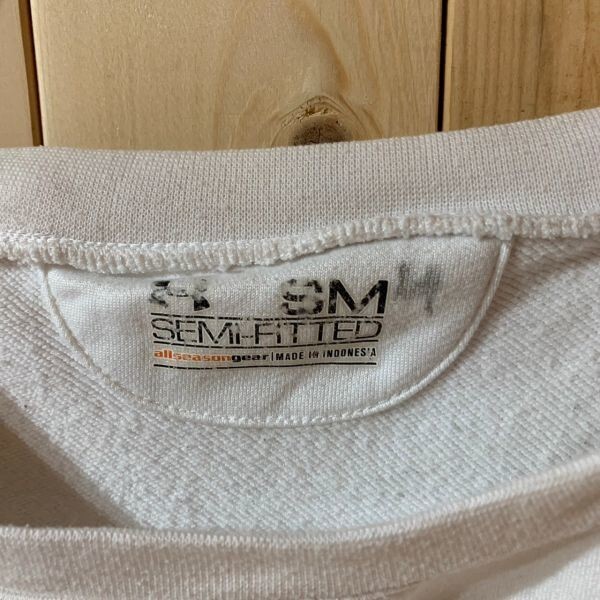 SM
SEMI-FITTED
allseasongear | MADE IN INDONESIA